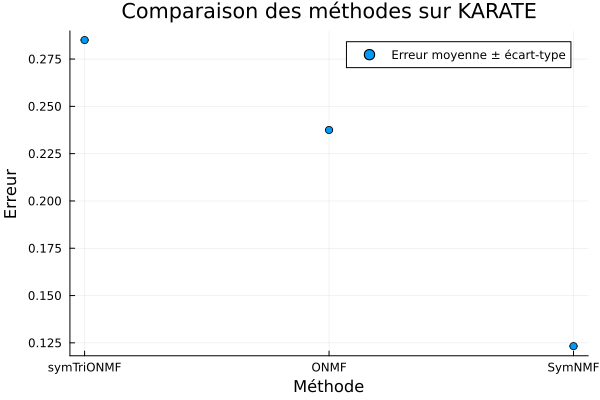 Comparaison des méthodes sur KARATE
Erreur moyenne ± écart-type
0.275
0.250
0.225
0.200
0.175
0.150
0.125
Erreur
symTriONMF
ONMF
SymNMF
Méthode